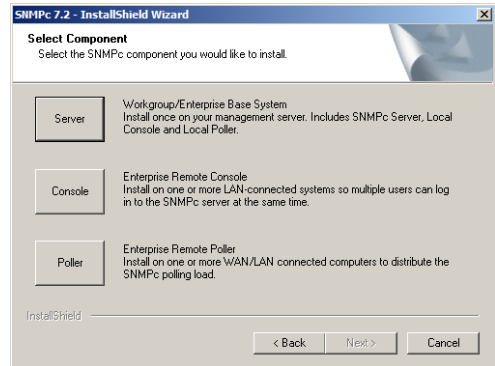 SNMPc 7.2 - InstallShield Wizard
Select Component
Select the SNMPc component you would like to install.
Server
Workgroup/Enterprise Base System
Install once on your management server. Includes SNMPc Server, Local
Console and Local Poller.
Console
Enterprise Remote Console
Install on one or more LAN-connected systems so multiple users can log
in to the SNMPc server at the same time.
Poller
Enterprise Remote Poller
Install on one or more WAN/LAN connected computers to distribute the
SNMPc polling load.
InstallShield
< Back
Next >
Cancel